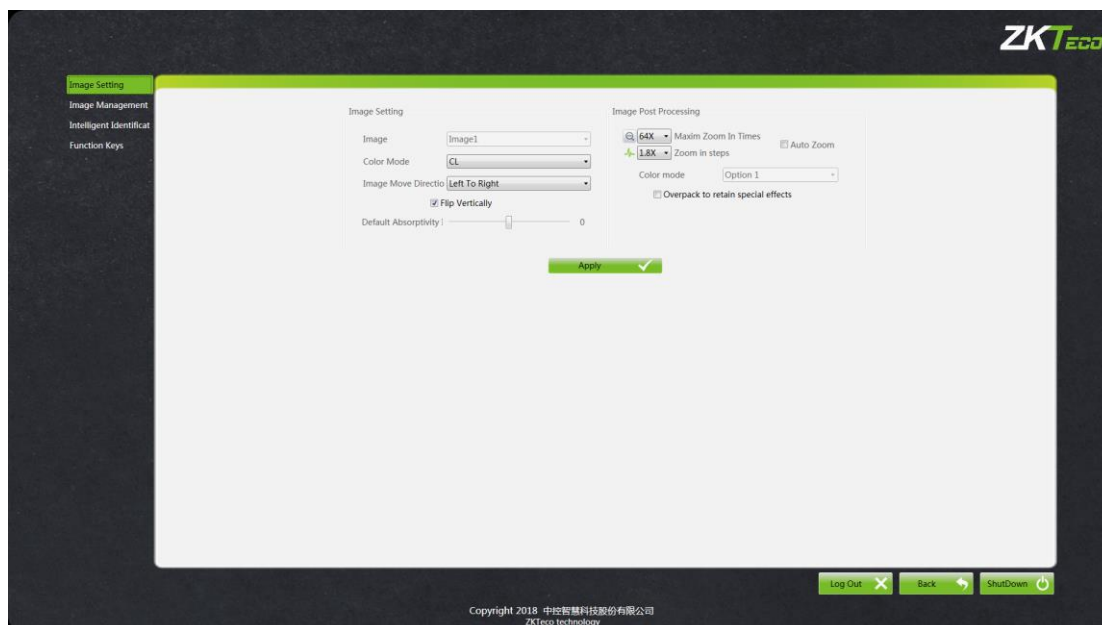 ZKTeco
Image Setting
Image Management
Intelligent Identificat
Function Keys
Image Setting
Image Image1
Color Mode CL
Image Move Directio Left To Right
Flip Vertically
Default Absorptivity 0
Image Post Processing
64X Maxim Zoom In Times
1.8X Zoom in steps
Auto Zoom
Color mode Option 1
Overpack to retain special effects
Apply
Log Out Back ShutDown
Copyright 2018 中控智慧科技股份有限公司
ZKTeco technology